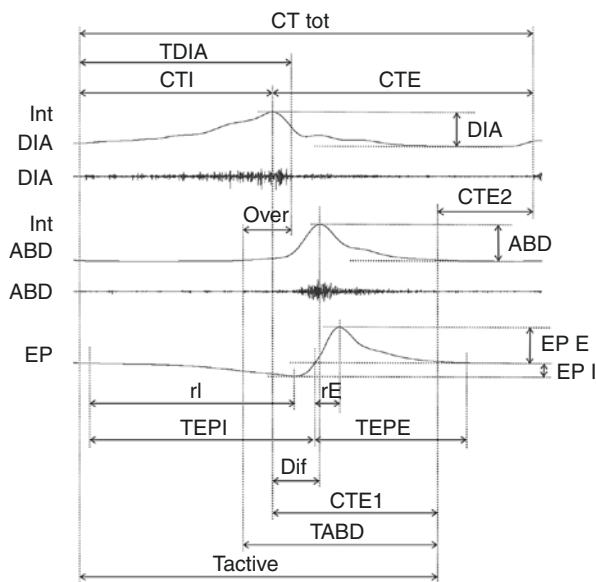 CT tot
TDIA
CTI CTE
Int
DIA
DIA
DIA
CTE2
Over
Int
ABD
ABD
ABD
EP
EP E
EP I
rI rE
TEPI TEPE
Dif
CTE1
TABD
Tactive